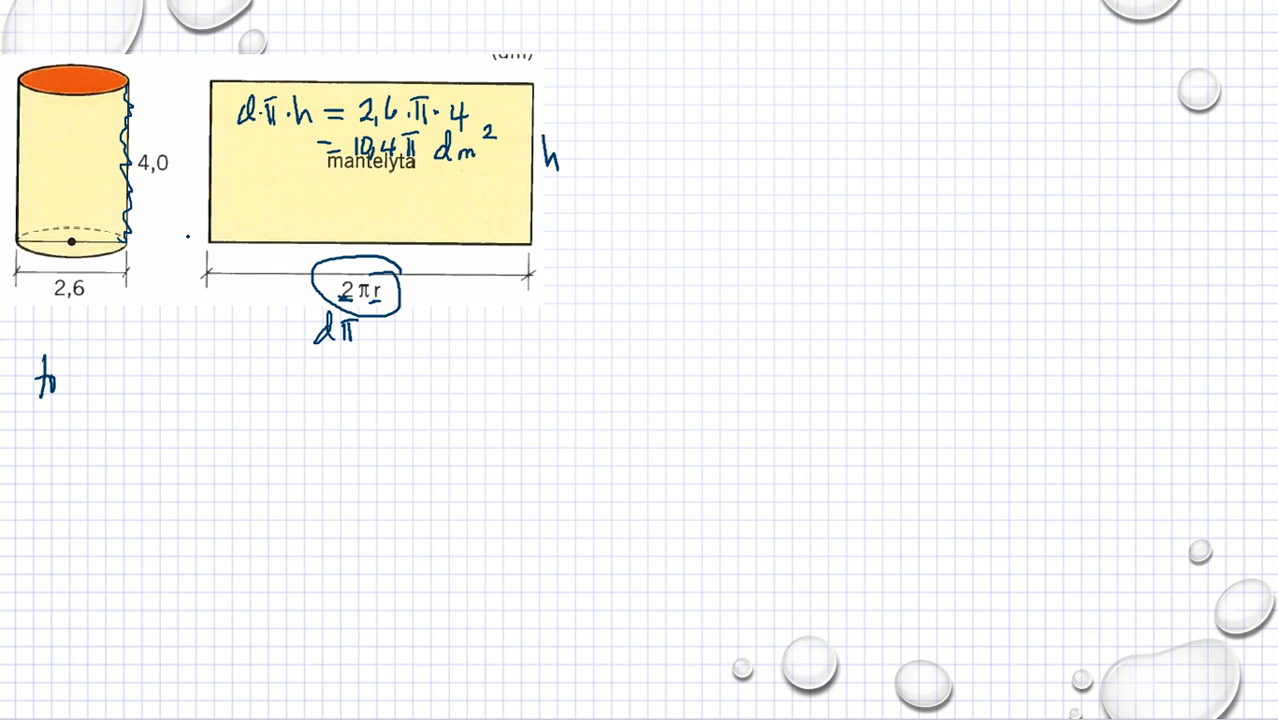 (dm)
d·π·h = 2,6·π·4
= 10,4π dm²
mantelyta
4,0
h
2,6
2πr
dπ